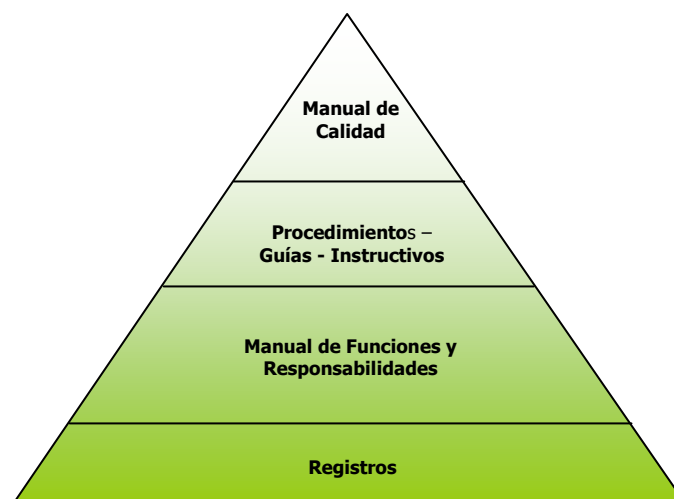 Manual de
Calidad
Procedimientos –
Guías - Instructivos
Manual de Funciones y
Responsabilidades
Registros